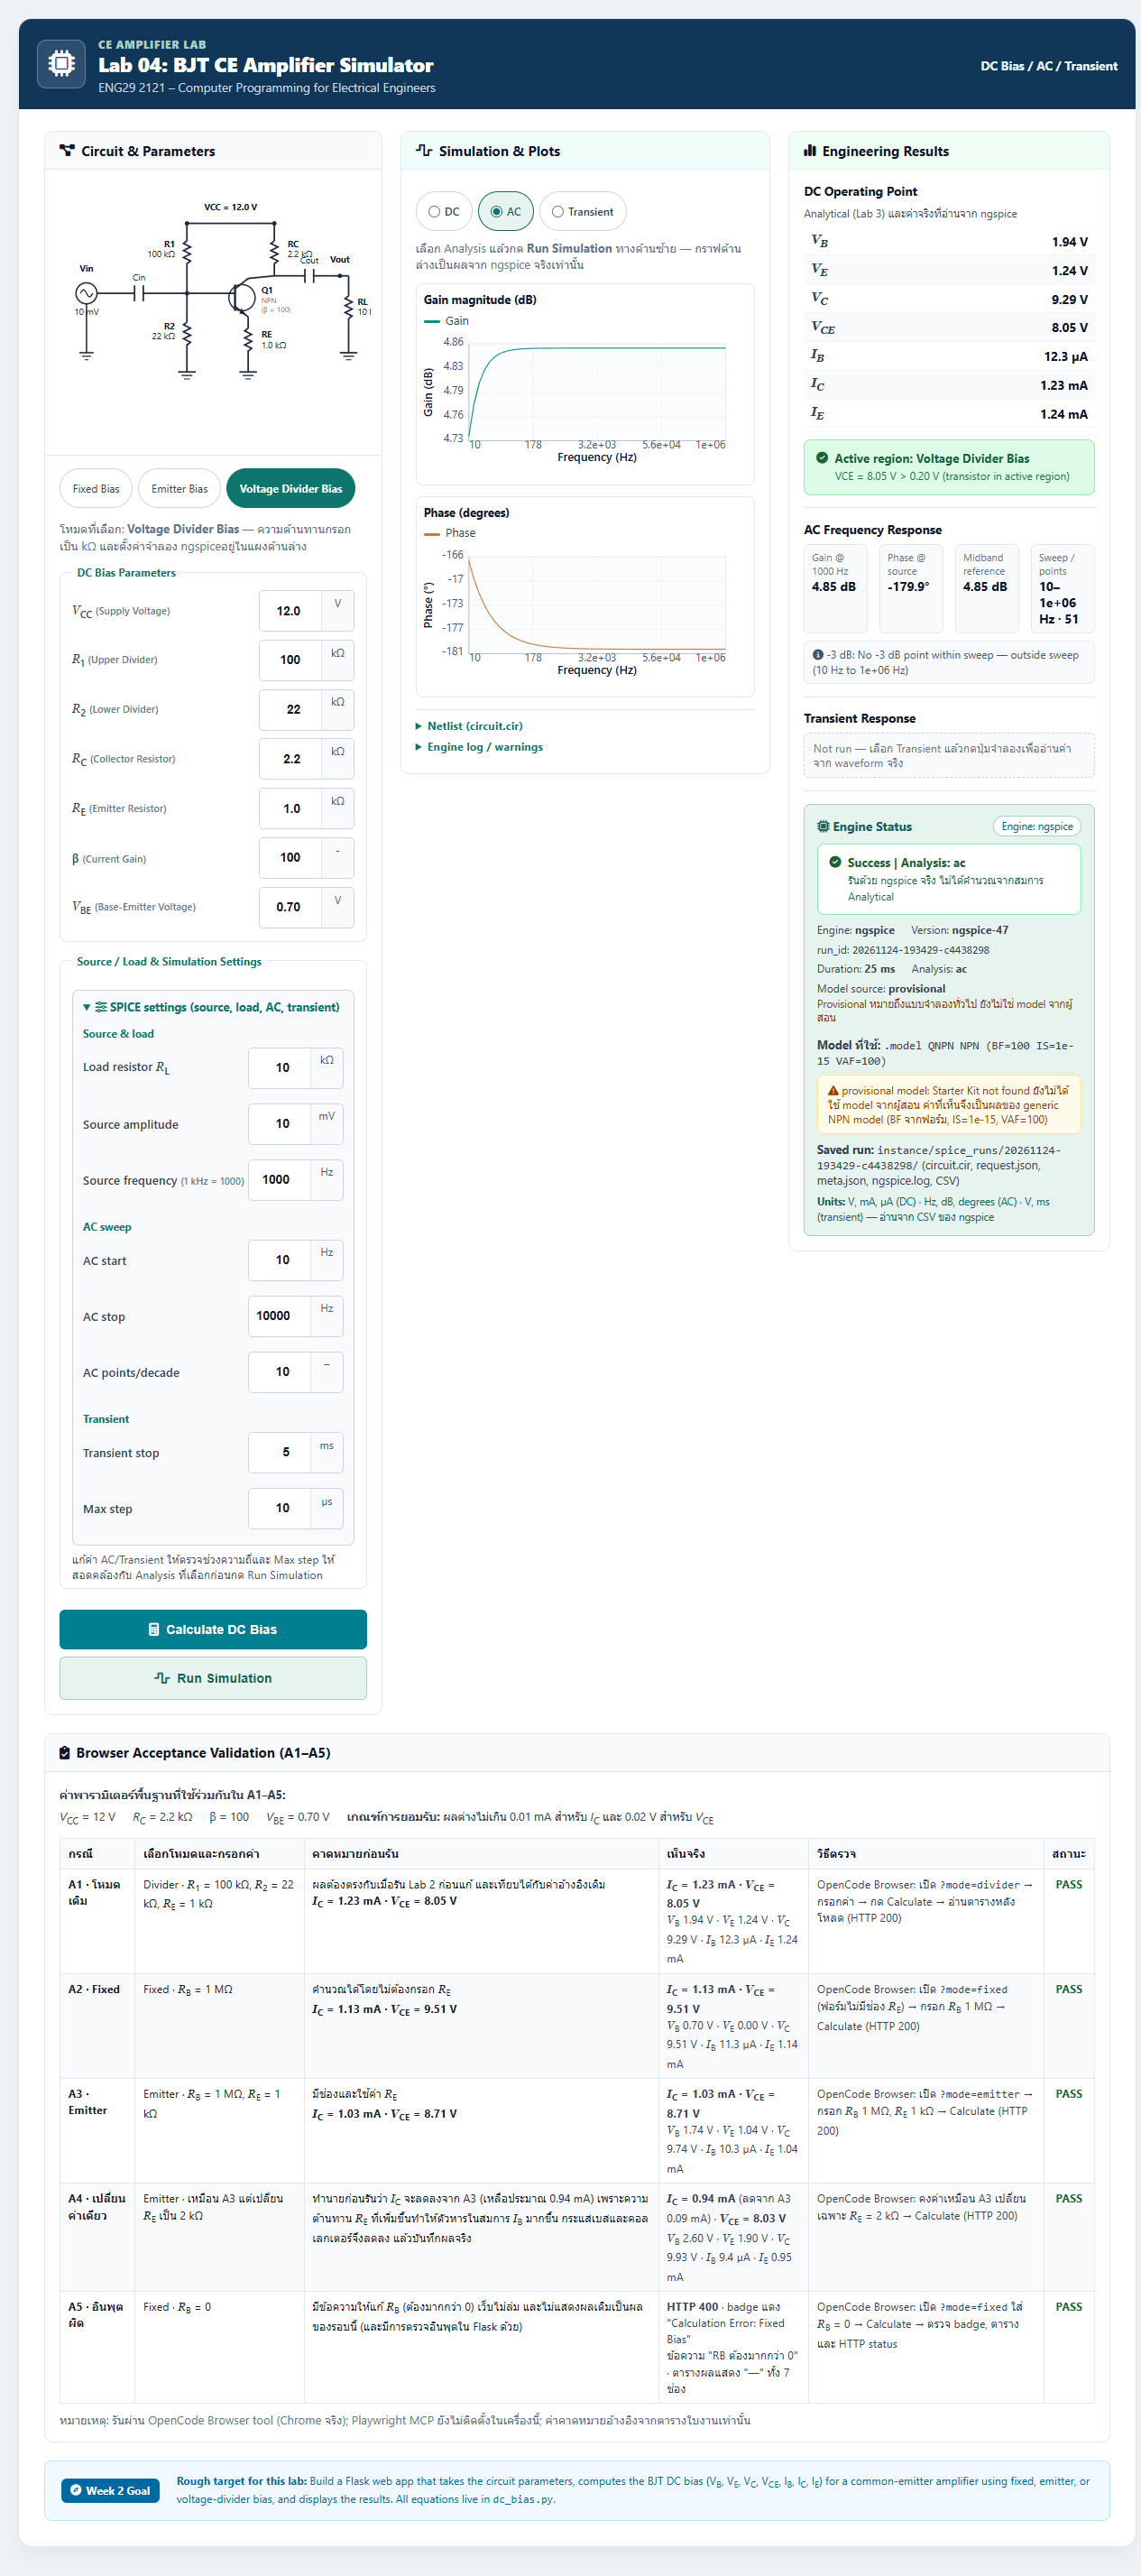 CE AMPLIFIER LAB
Lab 04: BJT CE Amplifier Simulator
ENG29 2121 – Computer Programming for Electrical Engineers
DC Bias / AC / Transient
Circuit & Parameters
VCC = 12.0 V
R1
100 kΩ
RC
2.2 kΩ
Cout
Vout
Vin
Cin
10 mV
Q1
NPN
(β = 100)
RL
10 l
R2
22 kΩ
RE
1.0 kΩ
Fixed Bias
Emitter Bias
Voltage Divider Bias
โหมดที่เลือก: Voltage Divider Bias — ความต้านทานกรอก
เป็น kΩ และตั้งค่าจำลอง ngspiceอยู่ในแผงด้านล่าง
DC Bias Parameters
VCC (Supply Voltage) 12.0 V
R1 (Upper Divider) 100 kΩ
R2 (Lower Divider) 22 kΩ
RC (Collector Resistor) 2.2 kΩ
RE (Emitter Resistor) 1.0 kΩ
β (Current Gain) 100 -
VBE (Base-Emitter Voltage) 0.70 V
Source / Load & Simulation Settings
▼ SPICE settings (source, load, AC, transient)
Source & load
Load resistor RL 10 kΩ
Source amplitude 10 mV
Source frequency (1 kHz = 1000) 1000 Hz
AC sweep
AC start 10 Hz
AC stop 10000 Hz
AC points/decade 10 –
Transient
Transient stop 5 ms
Max step 10 µs
แก้ค่า AC/Transient ให้ตรวจช่วงความถี่และ Max step ให้
สอดคล้องกับ Analysis ที่เลือกก่อนกด Run Simulation
Calculate DC Bias
Run Simulation
Simulation & Plots
DC
AC
Transient
เลือก Analysis แล้วกด Run Simulation ทางด้านซ้าย — กราฟด้าน
ล่างเป็นผลจาก ngspice จริงเท่านั้น
Gain magnitude (dB)
Gain
Gain (dB)
4.86
4.83
4.79
4.76
4.73
10 178 3.2e+03 5.6e+04 1e+06
Frequency (Hz)
Phase (degrees)
Phase
Phase (°)
-166
-17
-173
-177
-181
10 178 3.2e+03 5.6e+04 1e+06
Frequency (Hz)
▶ Netlist (circuit.cir)
▶ Engine log / warnings
Engineering Results
DC Operating Point
Analytical (Lab 3) และค่าจริงที่อ่านจาก ngspice
VB 1.94 V
VE 1.24 V
VC 9.29 V
VCE 8.05 V
IB 12.3 µA
IC 1.23 mA
IE 1.24 mA
Active region: Voltage Divider Bias
VCE = 8.05 V > 0.20 V (transistor in active region)
AC Frequency Response
Gain @
1000 Hz
4.85 dB
Phase @
source
-179.9°
Midband
reference
4.85 dB
Sweep /
points
10–
1e+06
Hz · 51
-3 dB: No -3 dB point within sweep — outside sweep
(10 Hz to 1e+06 Hz)
Transient Response
Not run — เลือก Transient แล้วกดปุ่มจำลองเพื่ออ่านค่า
จาก waveform จริง
Engine Status
Engine: ngspice
Success | Analysis: ac
รันด้วย ngspice จริง ไม่ได้คำนวณจากสมการ
Analytical
Engine: ngspice Version: ngspice-47
run_id: 20261124-193429-c4438298
Duration: 25 ms Analysis: ac
Model source: provisional
Provisional หมายถึงแบบจำลองทั่วไป ยังไม่ใช่ model จากผู้
สอน
Model ที่ใช้: .model QNPN NPN (BF=100 IS=1e-
15 VAF=100)
provisional model: Starter Kit not found ยังไม่ได้
ใช้ model จากผู้สอน ค่าที่เห็นจึงเป็นผลของ generic
NPN model (BF จากฟอร์ม, IS=1e-15, VAF=100)
Saved run: instance/spice_runs/20261124-
193429-c4438298/ (circuit.cir, request.json,
meta.json, ngspice.log, CSV)
Units: V, mA, µA (DC) · Hz, dB, degrees (AC) · V, ms
(transient) — อ่านจาก CSV ของ ngspice
Browser Acceptance Validation (A1–A5)
ค่าพารามิเตอร์พื้นฐานที่ใช้ร่วมกันใน A1–A5:
VCC = 12 V RC = 2.2 kΩ β = 100 VBE = 0.70 V เกณฑ์การยอมรับ: ผลต่างไม่เกิน 0.01 mA สำหรับ IC และ 0.02 V สำหรับ VCE
กรณี
เลือกโหมดและกรอกค่า
คาดหมายก่อนรัน
เห็นจริง
วิธีตรวจ
สถานะ
A1 · โหมด
เดิม
Divider · R1 = 100 kΩ, R2 = 22
kΩ, RE = 1 kΩ
ผลต้องตรงกับเมื่อรัน Lab 2 ก่อนแก้ และเทียบได้กับค่าอ้างอิงเดิม
IC = 1.23 mA · VCE = 8.05 V
IC = 1.23 mA · VCE =
8.05 V
VB 1.94 V · VE 1.24 V · VC
9.29 V · IB 12.3 µA · IE 1.24
mA
OpenCode Browser: เปิด ?mode=divider →
กรอกค่า → กด Calculate → อ่านตารางหลัง
โหลด (HTTP 200)
PASS
A2 · Fixed
Fixed · RB = 1 MΩ
คำนวณได้โดยไม่ต้องกรอก RE
IC = 1.13 mA · VCE = 9.51 V
IC = 1.13 mA · VCE =
9.51 V
VB 0.70 V · VE 0.00 V · VC
9.51 V · IB 11.3 µA · IE 1.14
mA
OpenCode Browser: เปิด ?mode=fixed
(ฟอร์มไม่มีช่อง RE) → กรอก RB 1 MΩ →
Calculate (HTTP 200)
PASS
A3 ·
Emitter
Emitter · RB = 1 MΩ, RE = 1
kΩ
มีช่องและใช้ค่า RE
IC = 1.03 mA · VCE = 8.71 V
IC = 1.03 mA · VCE =
8.71 V
VB 1.74 V · VE 1.04 V · VC
9.74 V · IB 10.3 µA · IE 1.04
mA
OpenCode Browser: เปิด ?mode=emitter →
กรอก RB 1 MΩ, RE 1 kΩ → Calculate (HTTP
200)
PASS
A4 · เปลี่ยน
ค่าเดียว
Emitter · เหมือน A3 แต่เปลี่ยน
RE เป็น 2 kΩ
ทำนายก่อนรันว่า IC จะลดลงจาก A3 (เหลือประมาณ 0.94 mA) เพราะความ
ต้านทาน RE ที่เพิ่มขึ้นทำให้ตัวหารในสมการ IB มากขึ้น กระแสเบสและคอล
เลกเตอร์จึงลดลง แล้วบันทึกผลจริง
IC = 0.94 mA (ลดจาก A3
0.09 mA) · VCE = 8.03 V
VB 2.60 V · VE 1.90 V · VC
9.93 V · IB 9.4 µA · IE 0.95
mA
OpenCode Browser: คงค่าเหมือน A3 เปลี่ยน
เฉพาะ RE = 2 kΩ → Calculate (HTTP 200)
PASS
A5 · อินพุต
ผิด
Fixed · RB = 0
มีข้อความให้แก้ RB (ต้องมากกว่า 0) เว็บไม่ล่ม และไม่แสดงผลเดิมเป็นผล
ของรอบนี้ (และมีการตรวจอินพุตใน Flask ด้วย)
HTTP 400 · badge แดง
"Calculation Error: Fixed
Bias"
ข้อความ "RB ต้องมากกว่า 0"
· ตารางผลแสดง "—" ทั้ง 7
ช่อง
OpenCode Browser: เปิด ?mode=fixed ใส่
RB = 0 → Calculate → ตรวจ badge, ตาราง
และ HTTP status
PASS
หมายเหตุ: รันผ่าน OpenCode Browser tool (Chrome จริง); Playwright MCP ยังไม่ติดตั้งในเครื่องนี้; ค่าคาดหมายอ้างอิงจากตารางใบงานเท่านั้น
Week 2 Goal
Rough target for this lab: Build a Flask web app that takes the circuit parameters, computes the BJT DC bias (VB, VE, VC, VCE, IB, IC, IE) for a common-emitter amplifier using fixed, emitter, or
voltage-divider bias, and displays the results. All equations live in dc_bias.py.